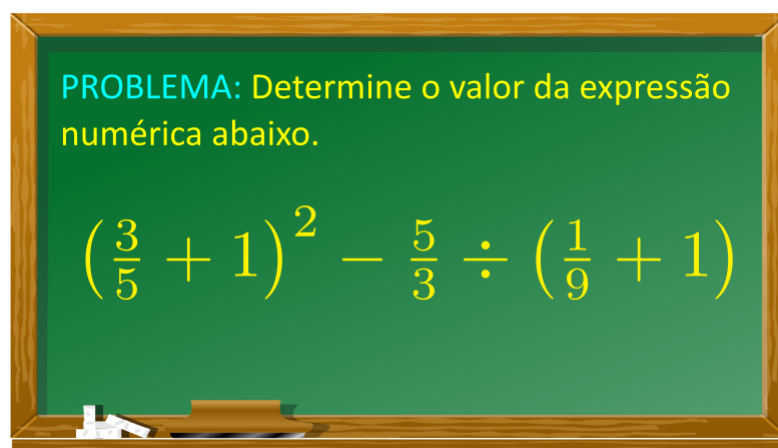 PROBLEMA: Determine o valor da expressão
numérica abaixo.
(3/5 + 1)² − 5/3 ÷ (1/9 + 1)